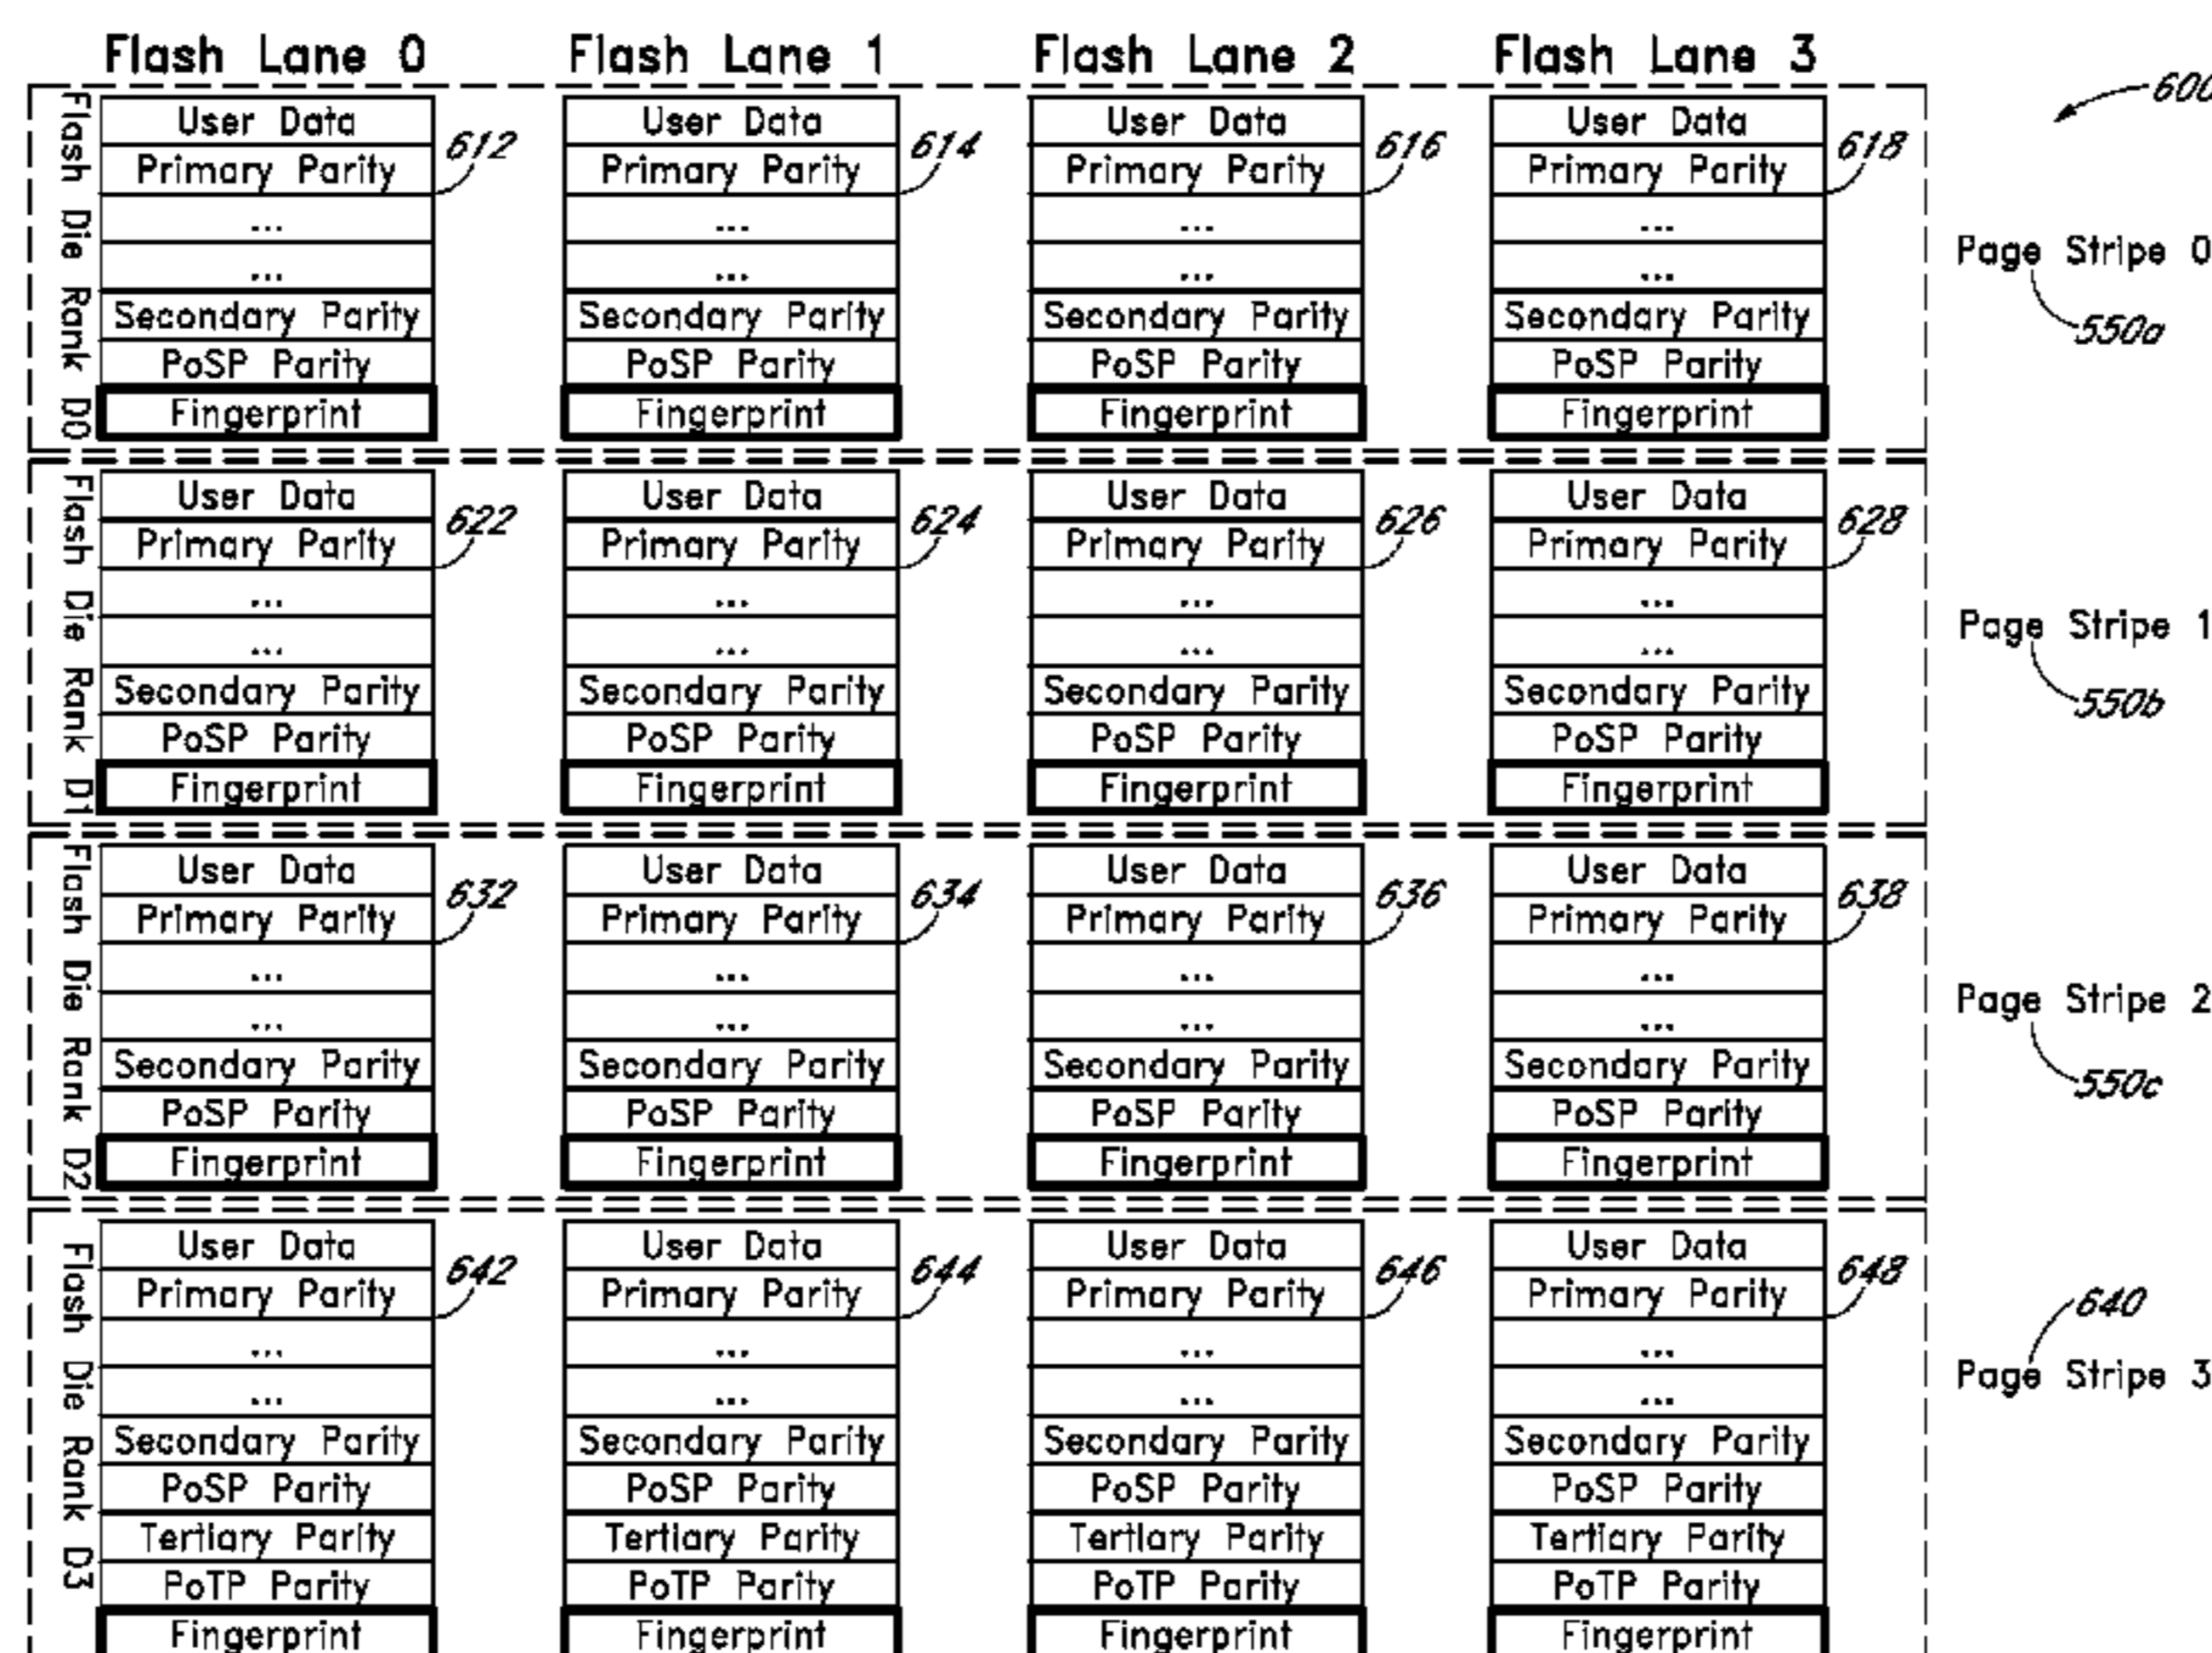 Flash Lane 0 Flash Lane 1 Flash Lane 2 Flash Lane 3
600
Flash Die Rank D0
User Data User Data User Data User Data
612 614 616 618
Primary Parity Primary Parity Primary Parity Primary Parity
... ... ... ...
Page Stripe 0
... ... ... ...
550a
Secondary Parity Secondary Parity Secondary Parity Secondary Parity
PoSP Parity PoSP Parity PoSP Parity PoSP Parity
Fingerprint Fingerprint Fingerprint Fingerprint
Flash Die Rank D1
User Data User Data User Data User Data
622 624 626 628
Primary Parity Primary Parity Primary Parity Primary Parity
... ... ... ...
Page Stripe 1
... ... ... ...
550b
Secondary Parity Secondary Parity Secondary Parity Secondary Parity
PoSP Parity PoSP Parity PoSP Parity PoSP Parity
Fingerprint Fingerprint Fingerprint Fingerprint
Flash Die Rank D2
User Data User Data User Data User Data
632 634 636 638
Primary Parity Primary Parity Primary Parity Primary Parity
... ... ... ...
Page Stripe 2
... ... ... ...
550c
Secondary Parity Secondary Parity Secondary Parity Secondary Parity
PoSP Parity PoSP Parity PoSP Parity PoSP Parity
Fingerprint Fingerprint Fingerprint Fingerprint
Flash Die Rank D3
User Data User Data User Data User Data
642 644 646 648
Primary Parity Primary Parity Primary Parity Primary Parity
640
... ... ... ...
Page Stripe 3
... ... ... ...
Secondary Parity Secondary Parity Secondary Parity Secondary Parity
PoSP Parity PoSP Parity PoSP Parity PoSP Parity
Tertiary Parity Tertiary Parity Tertiary Parity Tertiary Parity
PoTP Parity PoTP Parity PoTP Parity PoTP Parity
Fingerprint Fingerprint Fingerprint Fingerprint